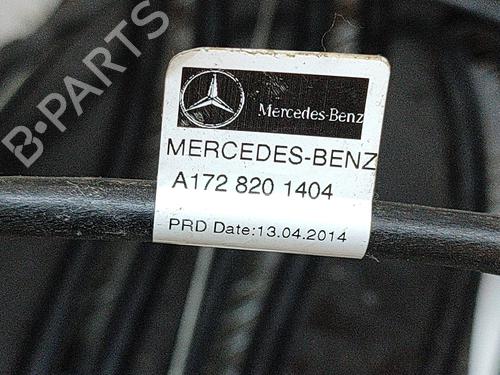 B-PARTS
Mercedes-Benz
MERCEDES-BENZ
A172 820 1404
PRD Date:13.04.2014